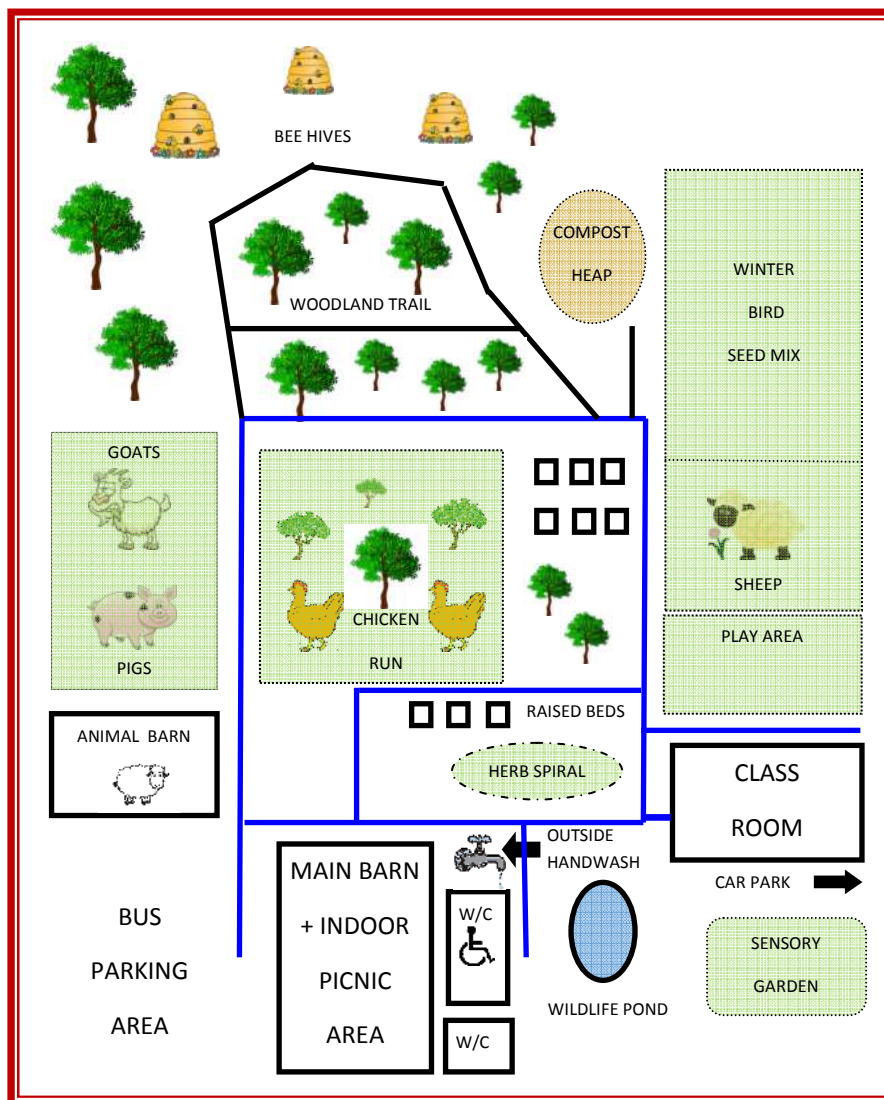 BEE HIVES
COMPOST
HEAP
WINTER
BIRD
SEED MIX
WOODLAND TRAIL
GOATS
PIGS
CHICKEN
RUN
SHEEP
PLAY AREA
RAISED BEDS
HERB SPIRAL
ANIMAL BARN
CLASS
ROOM
OUTSIDE
HANDWASH
MAIN BARN
+ INDOOR
PICNIC
AREA
W/C
W/C
CAR PARK
BUS
PARKING
AREA
WILDLIFE POND
SENSORY
GARDEN